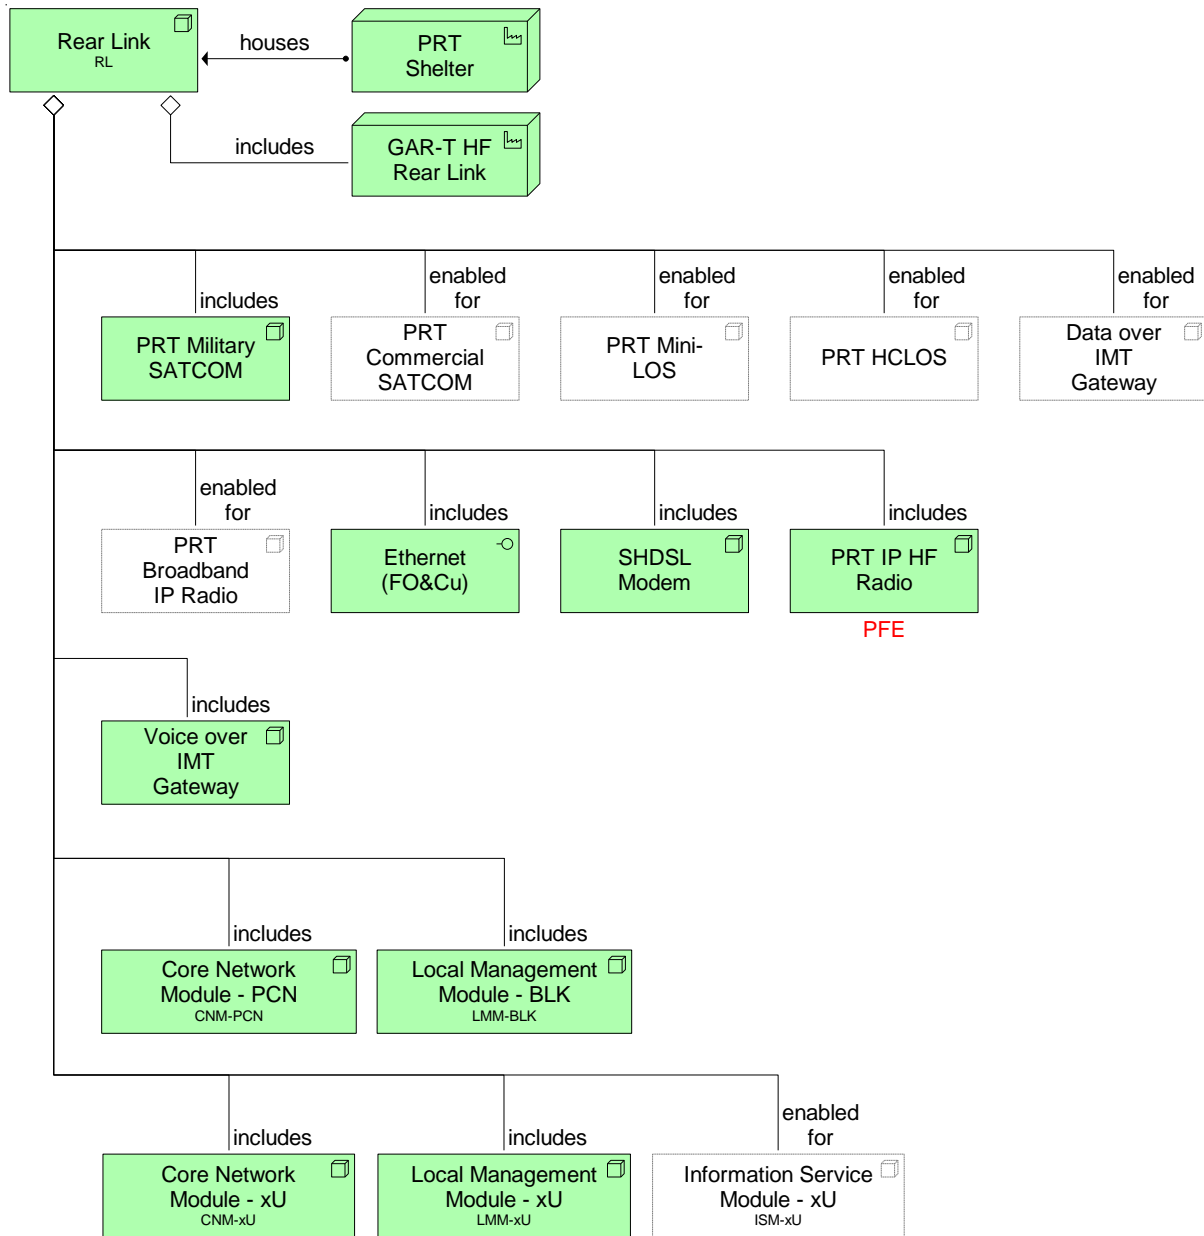 Rear Link
RL
houses
PRT
Shelter
includes
GAR-T HF
Rear Link
includes
enabled
for
enabled
for
enabled
for
enabled
for
PRT Military
SATCOM
PRT
Commercial
SATCOM
PRT Mini-
LOS
PRT HCLOS
Data over
IMT
Gateway
enabled
for
includes
includes
includes
PRT
Broadband
IP Radio
Ethernet
(FO&Cu)
SHDSL
Modem
PRT IP HF
Radio
PFE
includes
Voice over
IMT
Gateway
includes
includes
Core Network
Module - PCN
CNM-PCN
Local Management
Module - BLK
LMM-BLK
includes
includes
enabled
for
Core Network
Module - xU
CNM-xU
Local Management
Module - xU
LMM-xU
Information Service
Module - xU
ISM-xU